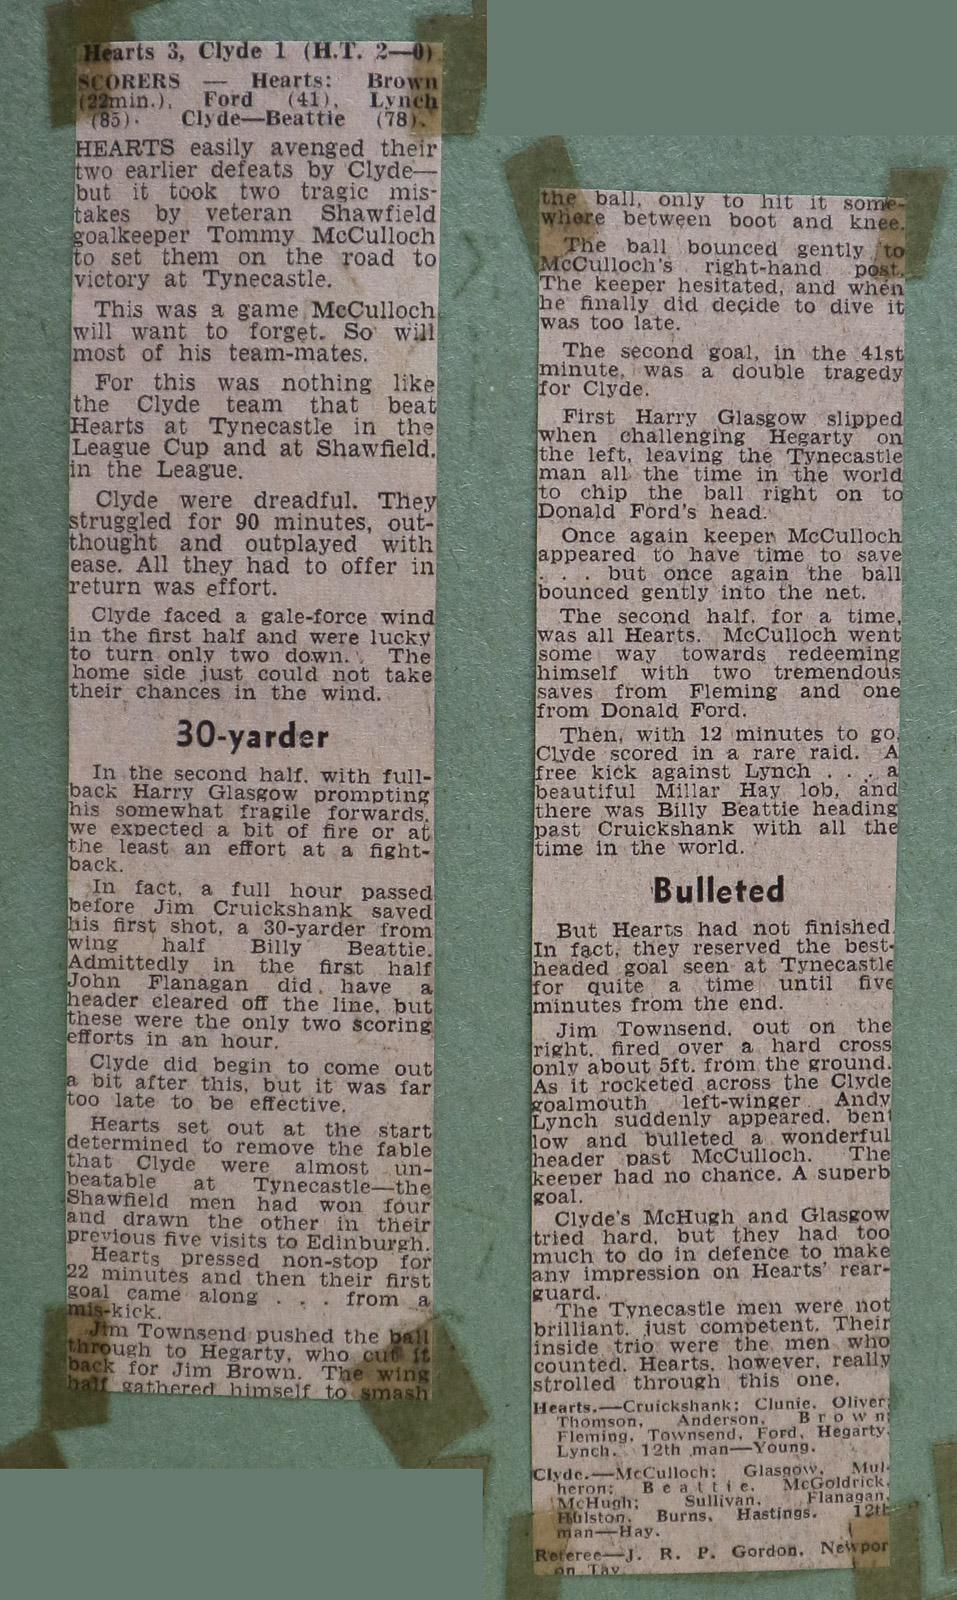 Hearts 3, Clyde 1 (H.T. 2—0)
SCORERS — Hearts: Brown
(22min.), Ford (41), Lynch
(85). Clyde—Beattie (78).
HEARTS easily avenged their
two earlier defeats by Clyde—
but it took two tragic mis-
takes by veteran Shawfield
goalkeeper Tommy McCulloch
to set them on the road to
victory at Tynecastle.
This was a game McCulloch
will want to forget. So will
most of his team-mates.
For this was nothing like
the Clyde team that beat
Hearts at Tynecastle in the
League Cup and at Shawfield.
in the League.
Clyde were dreadful. They
struggled for 90 minutes, out-
thought and outplayed with
ease. All they had to offer in
return was effort.
Clyde faced a gale-force wind
in the first half and were lucky
to turn only two down. The
home side just could not take
their chances in the wind.
30-yarder
In the second half, with full-
back Harry Glasgow prompting
his somewhat fragile forwards,
we expected a bit of fire or at
the least an effort at a fight-
back.
In fact, a full hour passed
before Jim Cruickshank saved
his first shot, a 30-yarder from
wing half Billy Beattie.
Admittedly in the first half
John Flanagan did have a
header cleared off the line, but
these were the only two scoring
efforts in an hour.
Clyde did begin to come out
a bit after this, but it was far
too late to be effective.
Hearts set out at the start
determined to remove the fable
that Clyde were almost un-
beatable at Tynecastle—the
Shawfield men had won four
and drawn the other in their
previous five visits to Edinburgh.
Hearts pressed non-stop for
22 minutes and then their first
goal came along . . . from a
mis-kick.
Jim Townsend pushed the ball
through to Hegarty, who cut it
back for Jim Brown. The wing
half gathered himself to smash
the ball, only to hit it some-
where between boot and knee.
The ball bounced gently to
McCulloch's right-hand post.
The keeper hesitated, and when
he finally did decide to dive it
was too late.
The second goal, in the 41st
minute, was a double tragedy
for Clyde.
First Harry Glasgow slipped
when challenging Hegarty on
the left, leaving the Tynecastle
man all the time in the world
to chip the ball right on to
Donald Ford's head.
Once again keeper McCulloch
appeared to have time to save
. . . but once again the ball
bounced gently into the net.
The second half, for a time,
was all Hearts. McCulloch went
some way towards redeeming
himself with two tremendous
saves from Fleming and one
from Donald Ford.
Then, with 12 minutes to go,
Clyde scored in a rare raid. A
free kick against Lynch . . . a
beautiful Millar Hay lob, and
there was Billy Beattie heading
past Cruickshank with all the
time in the world.
Bulleted
But Hearts had not finished.
In fact, they reserved the best-
headed goal seen at Tynecastle
for quite a time until five
minutes from the end.
Jim Townsend, out on the
right, fired over a hard cross
only about 5ft. from the ground.
As it rocketed across the Clyde
goalmouth left-winger Andy
Lynch suddenly appeared, bent
low and bulleted a wonderful
header past McCulloch. The
keeper had no chance. A superb
goal.
Clyde's McHugh and Glasgow
tried hard, but they had too
much to do in defence to make
any impression on Hearts' rear-
guard.
The Tynecastle men were not
brilliant, just competent. Their
inside trio were the men who
counted. Hearts, however, really
strolled through this one.
Hearts.—Cruickshank; Clunie, Oliver;
Thomson, Anderson, Brown;
Fleming, Townsend, Ford, Hegarty,
Lynch. 12th man—Young.
Clyde.—McCulloch; Glasgow, Mul-
heron; Beattie, McGoldrick,
McHugh; Sullivan, Flanagan,
Hulston, Burns, Hastings. 12th
man—Hay.
Referee—J. R. P. Gordon, Newpor
on Tay